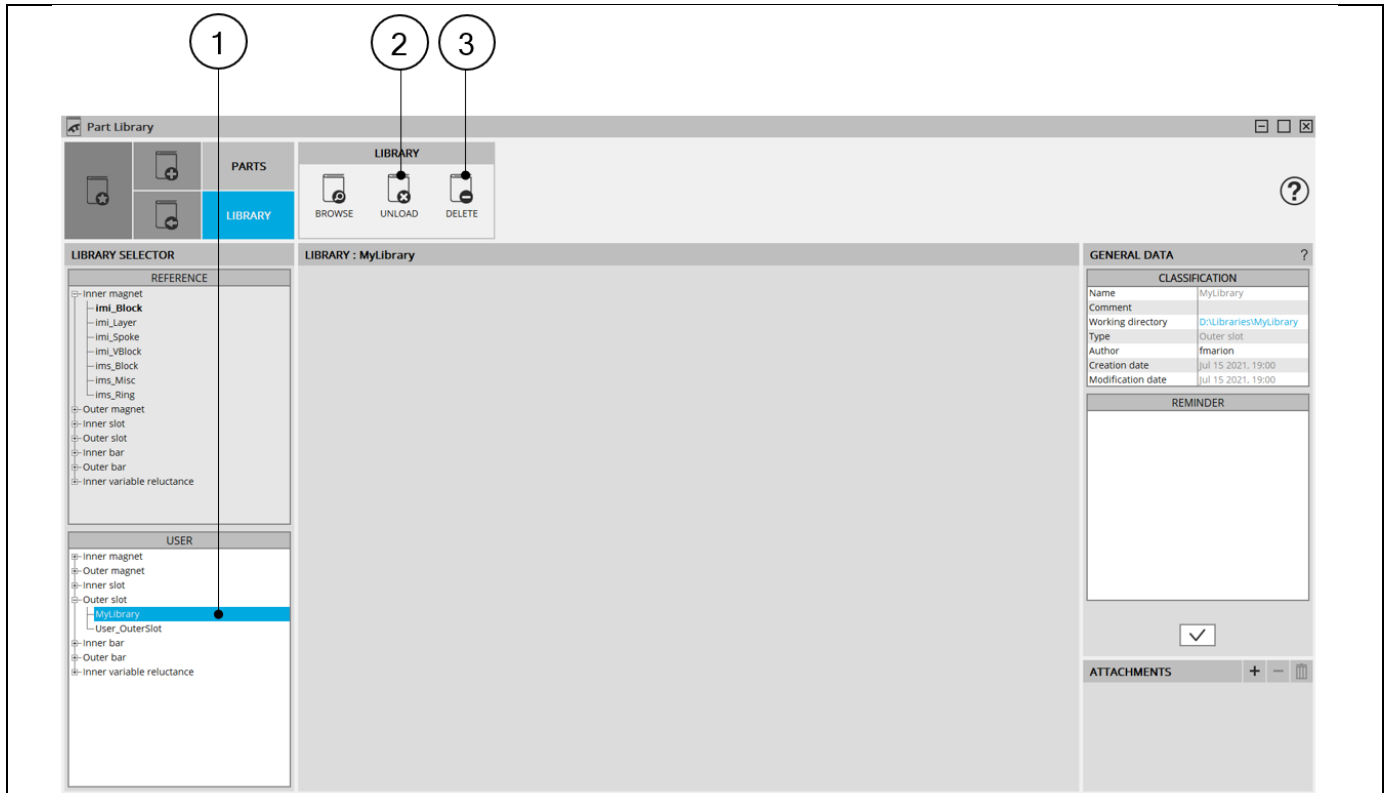 1
2
3
Part Library
PARTS
LIBRARY
LIBRARY
BROWSE
UNLOAD
DELETE
?
LIBRARY SELECTOR
REFERENCE
Inner magnet
imi_Block
imi_Layer
imi_Spoke
imi_VBlock
ims_Block
ims_Misc
ims_Ring
Outer magnet
Inner slot
Outer slot
Inner bar
Outer bar
Inner variable reluctance
USER
Inner magnet
Outer magnet
Inner slot
Outer slot
MyLibrary
User_OuterSlot
Inner bar
Outer bar
Inner variable reluctance
LIBRARY : MyLibrary
GENERAL DATA ?
CLASSIFICATION
Name MyLibrary
Comment
Working directory D:\Libraries\MyLibrary
Type Outer slot
Author fmarion
Creation date Jul 15 2021, 19:00
Modification date Jul 15 2021, 19:00
REMINDER
ATTACHMENTS